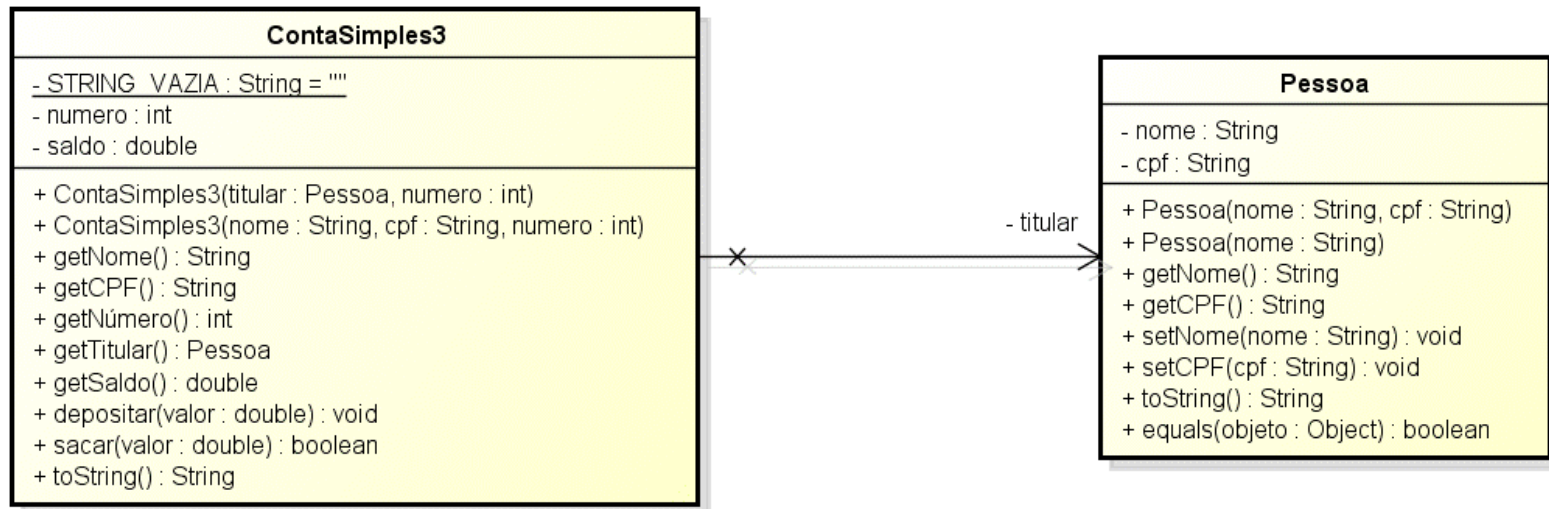 ContaSimples3
- STRING_VAZIA : String = ""
- numero : int
- saldo : double
+ ContaSimples3(titular : Pessoa, numero : int)
+ ContaSimples3(nome : String, cpf : String, numero : int)
+ getNome() : String
+ getCPF() : String
+ getNúmero() : int
+ getTitular() : Pessoa
+ getSaldo() : double
+ depositar(valor : double) : void
+ sacar(valor : double) : boolean
+ toString() : String
- titular
Pessoa
- nome : String
- cpf : String
+ Pessoa(nome : String, cpf : String)
+ Pessoa(nome : String)
+ getNome() : String
+ getCPF() : String
+ setNome(nome : String) : void
+ setCPF(cpf : String) : void
+ toString() : String
+ equals(objeto : Object) : boolean